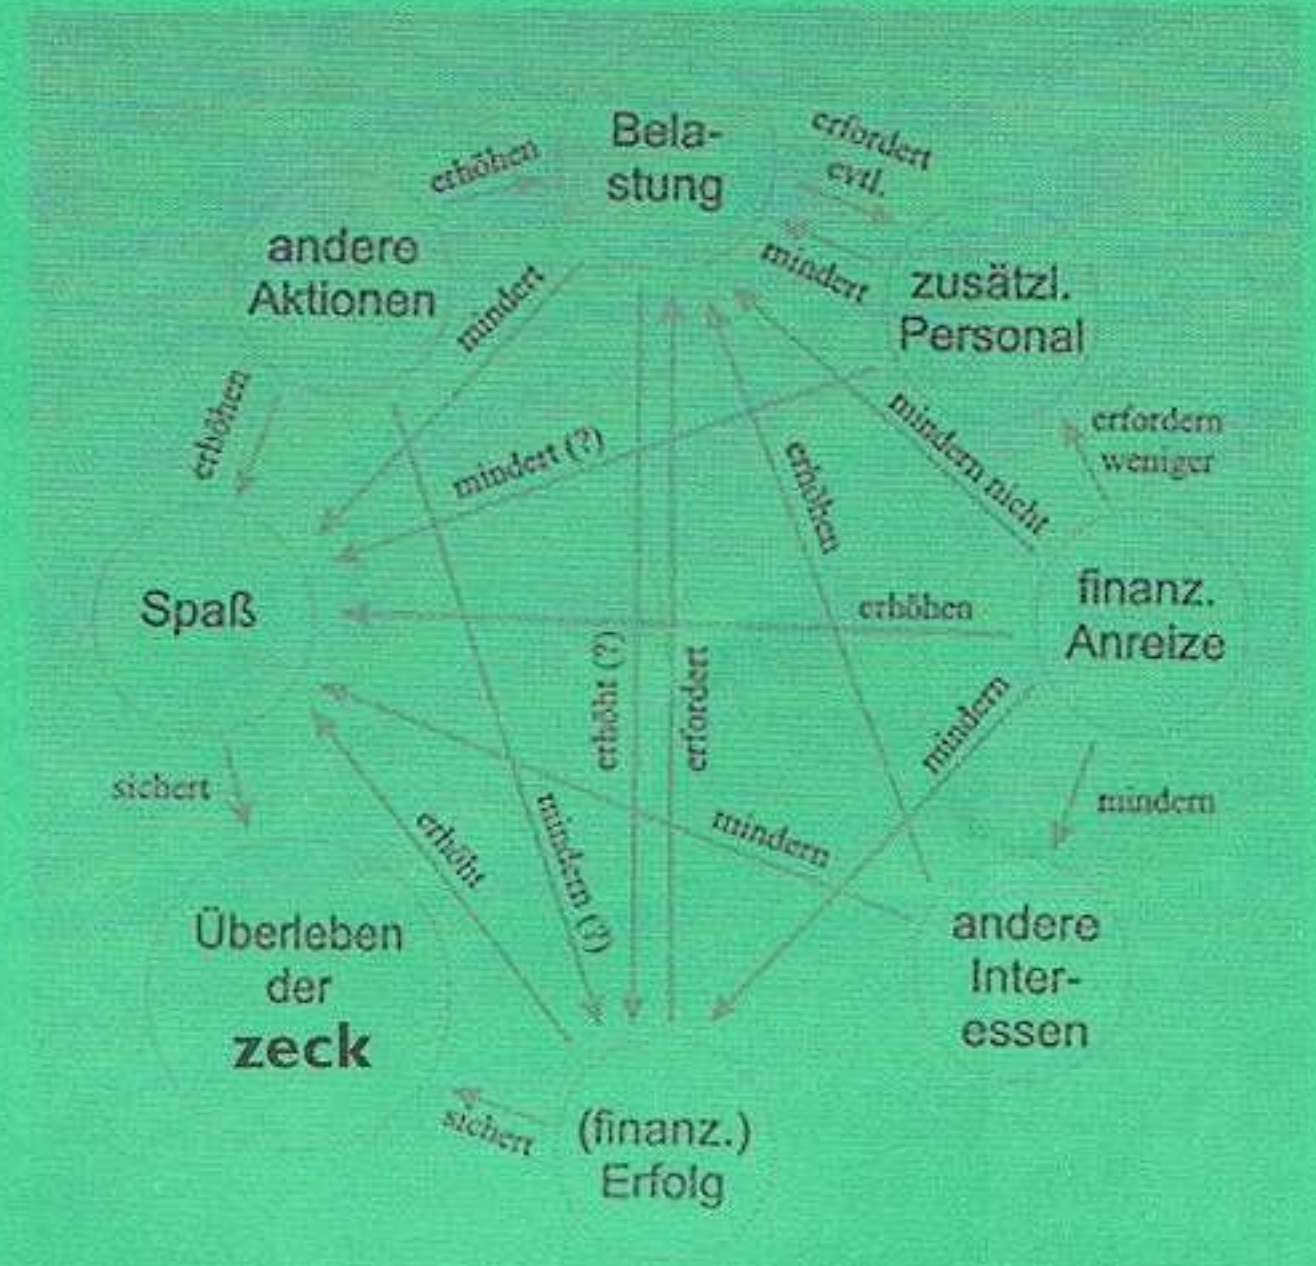 Bela-
stung
erfordert
evtl.
erhöhen
andere
Aktionen
mindert
mindert
zusätzl.
Personal
erhöhen
mindert (?)
mindern nicht
erfordern
weniger
erhöhen
Spaß
erhöhen
finanz.
Anreize
erhöht (?)
erfordert
mindern
sichert
mindern
erhöht
mindern (?)
mindern
Überleben
der
zeck
andere
Inter-
essen
sichert
(finanz.)
Erfolg